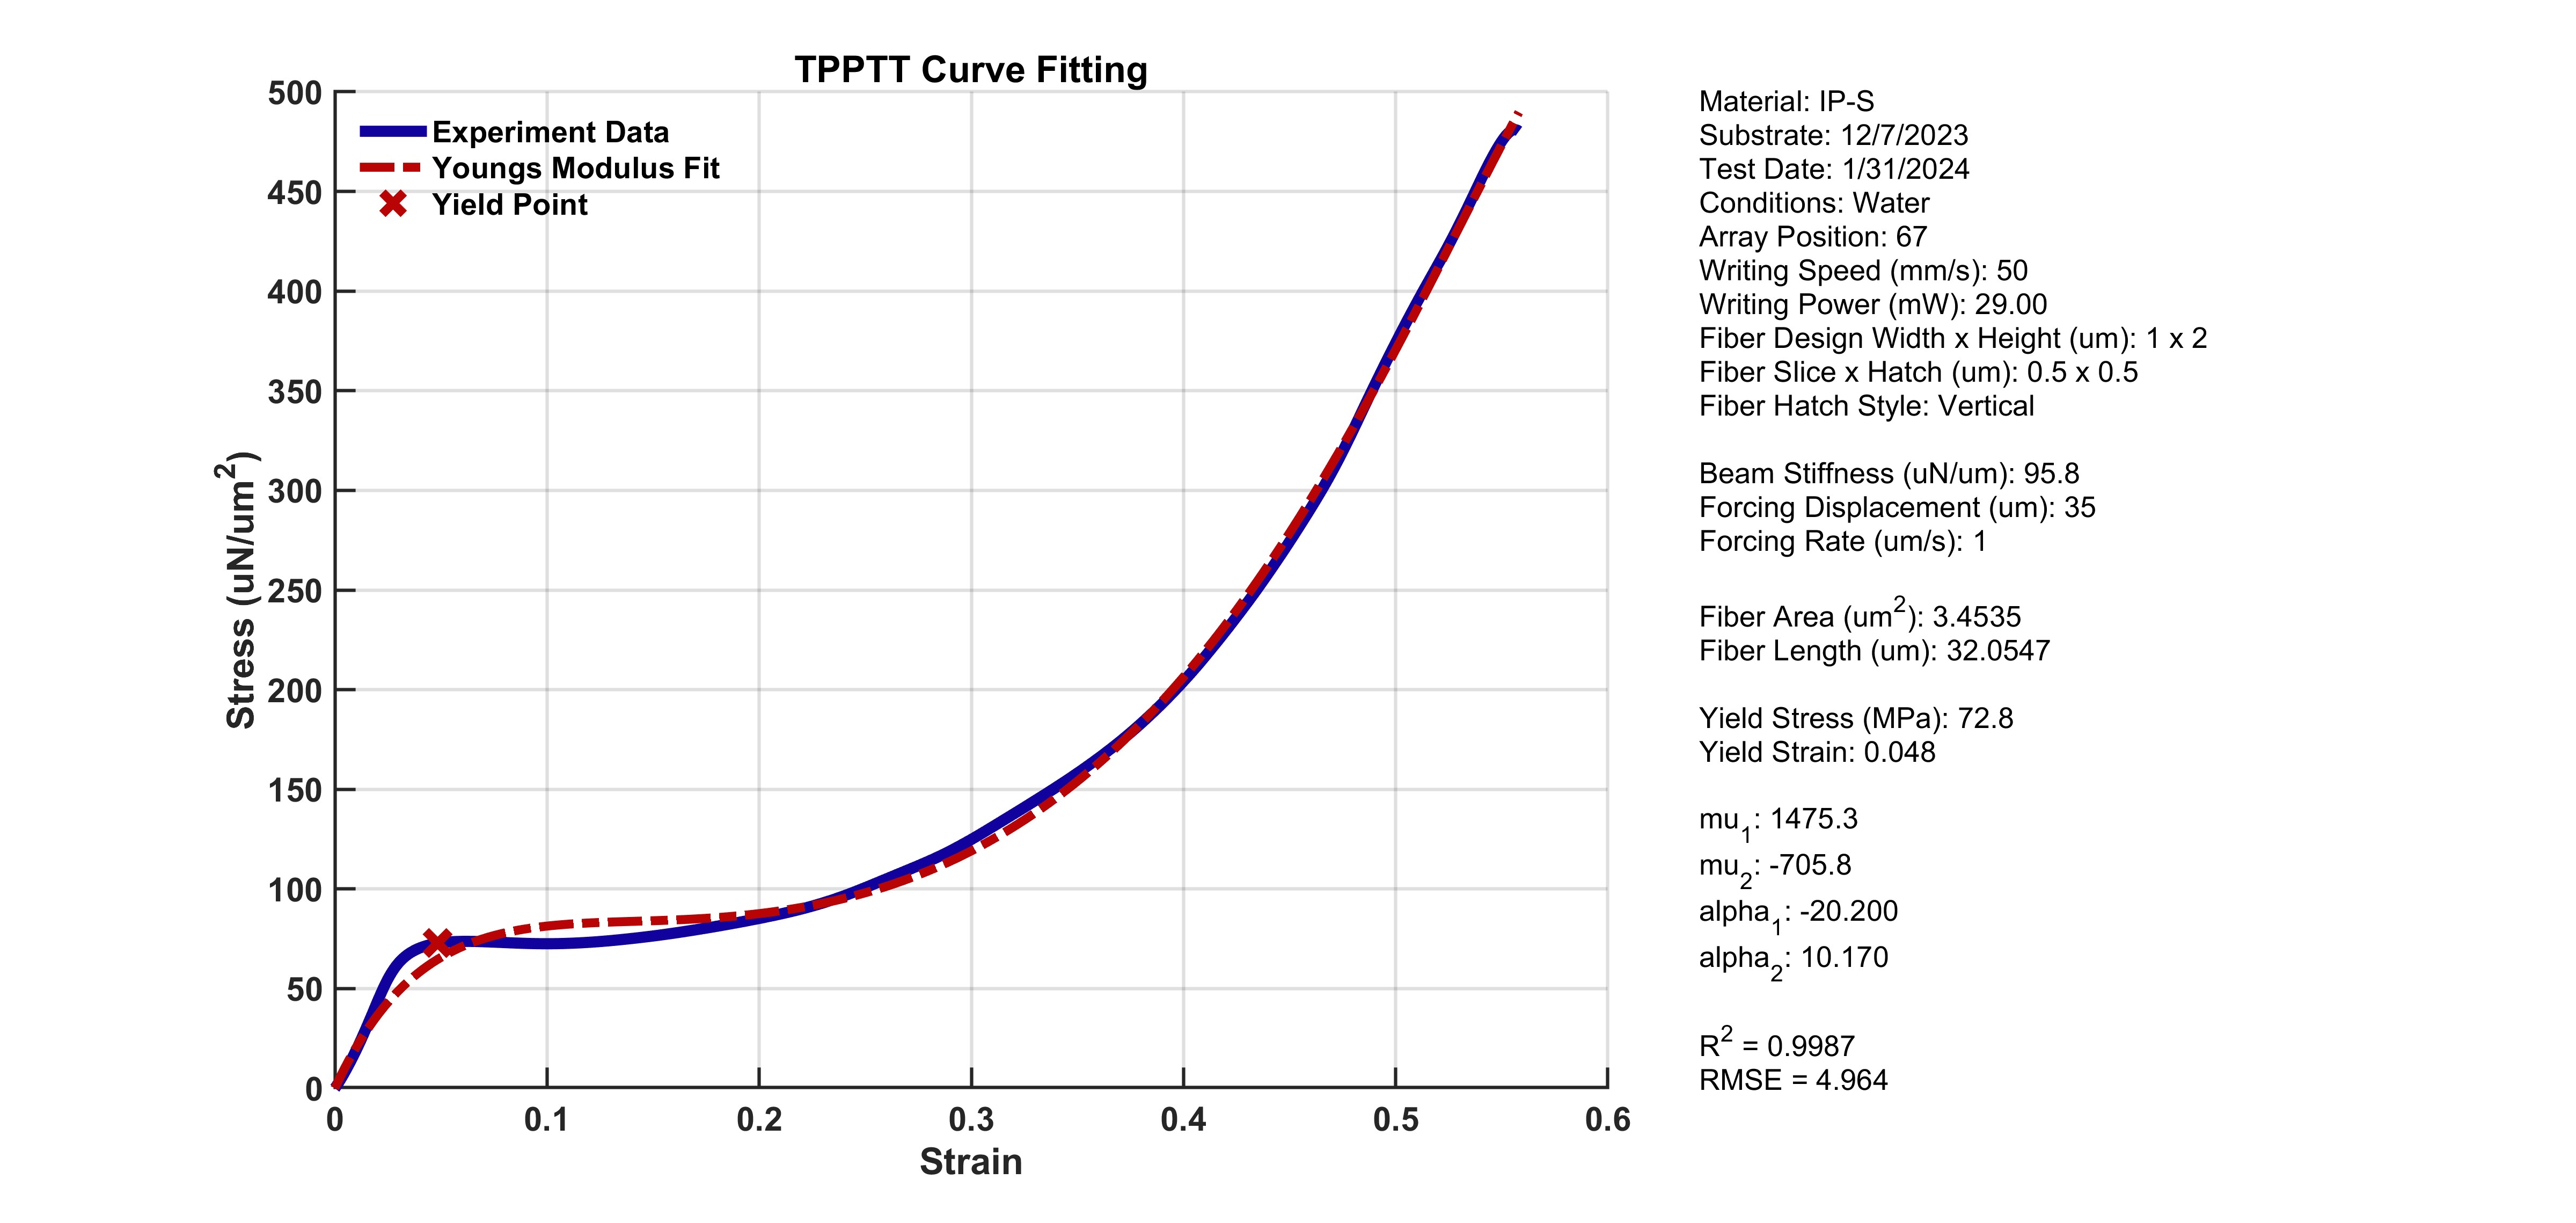 TPPTT Curve Fitting
500
450
400
350
300
250
200
150
100
50
0
Stress (uN/um²)
Experiment Data
Youngs Modulus Fit
Yield Point
0 0.1 0.2 0.3 0.4 0.5 0.6
Strain
Material: IP-S
Substrate: 12/7/2023
Test Date: 1/31/2024
Conditions: Water
Array Position: 67
Writing Speed (mm/s): 50
Writing Power (mW): 29.00
Fiber Design Width x Height (um): 1 x 2
Fiber Slice x Hatch (um): 0.5 x 0.5
Fiber Hatch Style: Vertical
Beam Stiffness (uN/um): 95.8
Forcing Displacement (um): 35
Forcing Rate (um/s): 1
Fiber Area (um²): 3.4535
Fiber Length (um): 32.0547
Yield Stress (MPa): 72.8
Yield Strain: 0.048
mu₁: 1475.3
mu₂: -705.8
alpha₁: -20.200
alpha₂: 10.170
R² = 0.9987
RMSE = 4.964